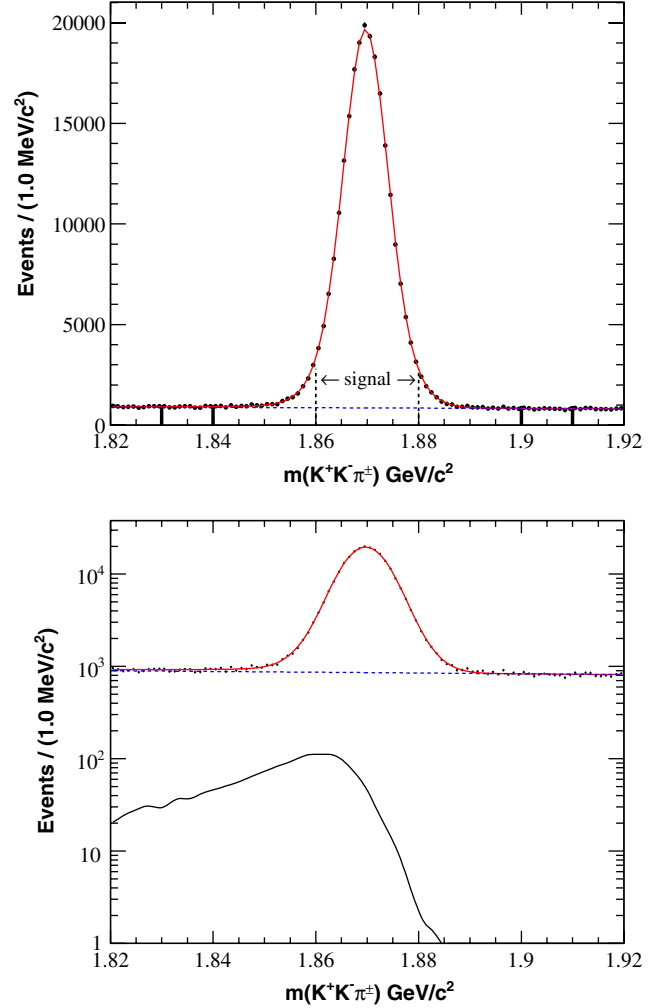 Events / (1.0 MeV/c²)
20000
15000
10000
5000
0
← signal →
1.82 1.84 1.86 1.88 1.9 1.92
m(K⁺K⁻π±) GeV/c²
Events / (1.0 MeV/c²)
10⁴
10³
10²
10
1
1.82 1.84 1.86 1.88 1.9 1.92
m(K⁺K⁻π±) GeV/c²